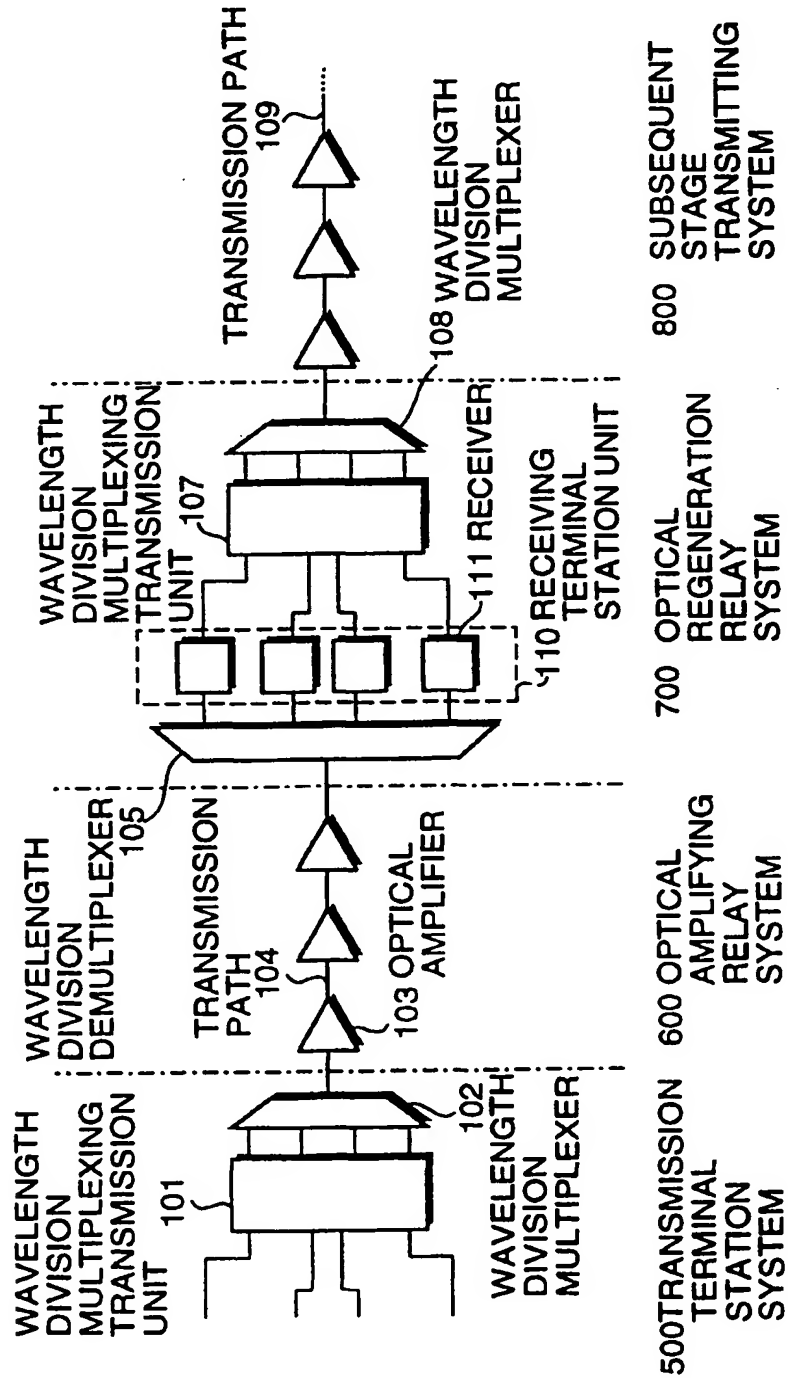 WAVELENGTH
DIVISION
MULTIPLEXING
TRANSMISSION
UNIT
101
102
WAVELENGTH
DIVISION
MULTIPLEXER
500TRANSMISSION
TERMINAL
STATION
SYSTEM
WAVELENGTH
DIVISION
DEMULTIPLEXER
105
TRANSMISSION
PATH
104
103 OPTICAL
AMPLIFIER
600 OPTICAL
AMPLIFYING
RELAY
SYSTEM
WAVELENGTH
DIVISION
MULTIPLEXING
TRANSMISSION
UNIT
107
111 RECEIVER
110 RECEIVING
TERMINAL
STATION UNIT
700 OPTICAL
REGENERATION
RELAY
SYSTEM
TRANSMISSION PATH
109
108 WAVELENGTH
DIVISION
MULTIPLEXER
800 SUBSEQUENT
STAGE
TRANSMITTING
SYSTEM